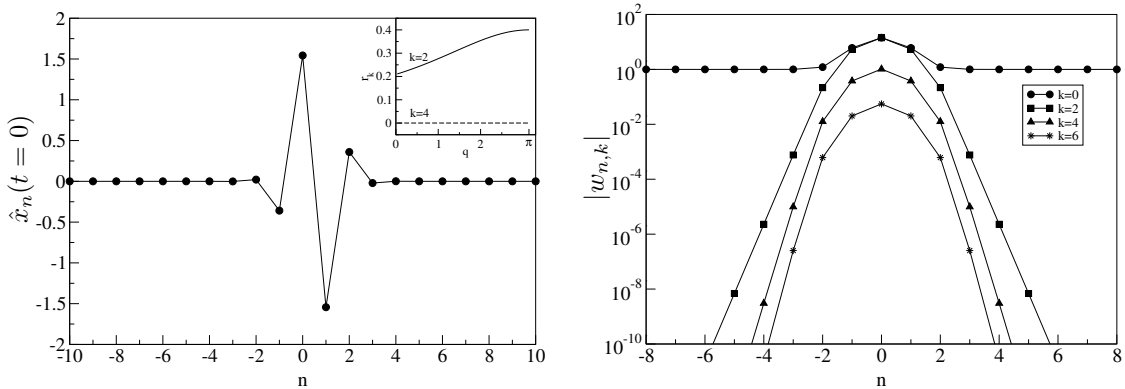 2
1.5
1
0.5
0
-0.5
-1
-1.5
-2
x̂ₙ(t = 0)
-10 -8 -6 -4 -2 0 2 4 6 8 10
n
0.4
0.3
0.2
0.1
0
r_k
k=2
k=4
0 1 2 π
q
10²
10⁰
10⁻²
10⁻⁴
10⁻⁶
10⁻⁸
10⁻¹⁰
|wₙ,ₖ|
k=0
k=2
k=4
k=6
-8 -6 -4 -2 0 2 4 6 8
n